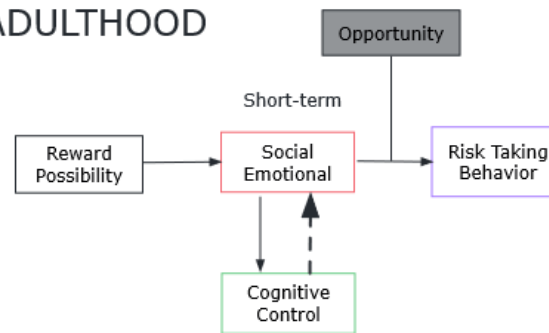 ADULTHOOD
Opportunity
Short-term
Reward
Possibility
Social
Emotional
Risk Taking
Behavior
Cognitive
Control